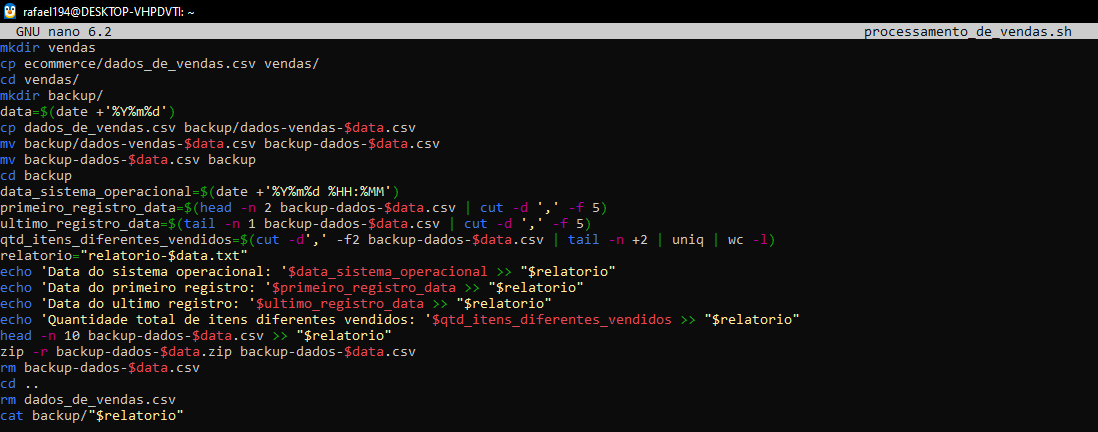 rafael194@DESKTOP-VHPDVTI: ~
GNU nano 6.2 processamento_de_vendas.sh
mkdir vendas
cp ecommerce/dados_de_vendas.csv vendas/
cd vendas/
mkdir backup/
data=$(date +'%Y%m%d')
cp dados_de_vendas.csv backup/dados-vendas-$data.csv
mv backup/dados-vendas-$data.csv backup-dados-$data.csv
mv backup-dados-$data.csv backup
cd backup
data_sistema_operacional=$(date +'%Y%m%d %HH:%MM')
primeiro_registro_data=$(head -n 2 backup-dados-$data.csv | cut -d ',' -f 5)
ultimo_registro_data=$(tail -n 1 backup-dados-$data.csv | cut -d ',' -f 5)
qtd_itens_diferentes_vendidos=$(cut -d',' -f2 backup-dados-$data.csv | tail -n +2 | uniq | wc -l)
relatorio="relatorio-$data.txt"
echo 'Data do sistema operacional: '$data_sistema_operacional >> "$relatorio"
echo 'Data do primeiro registro: '$primeiro_registro_data >> "$relatorio"
echo 'Data do ultimo registro: '$ultimo_registro_data >> "$relatorio"
echo 'Quantidade total de itens diferentes vendidos: '$qtd_itens_diferentes_vendidos >> "$relatorio"
head -n 10 backup-dados-$data.csv >> "$relatorio"
zip -r backup-dados-$data.zip backup-dados-$data.csv
rm backup-dados-$data.csv
cd ..
rm dados_de_vendas.csv
cat backup/"$relatorio"